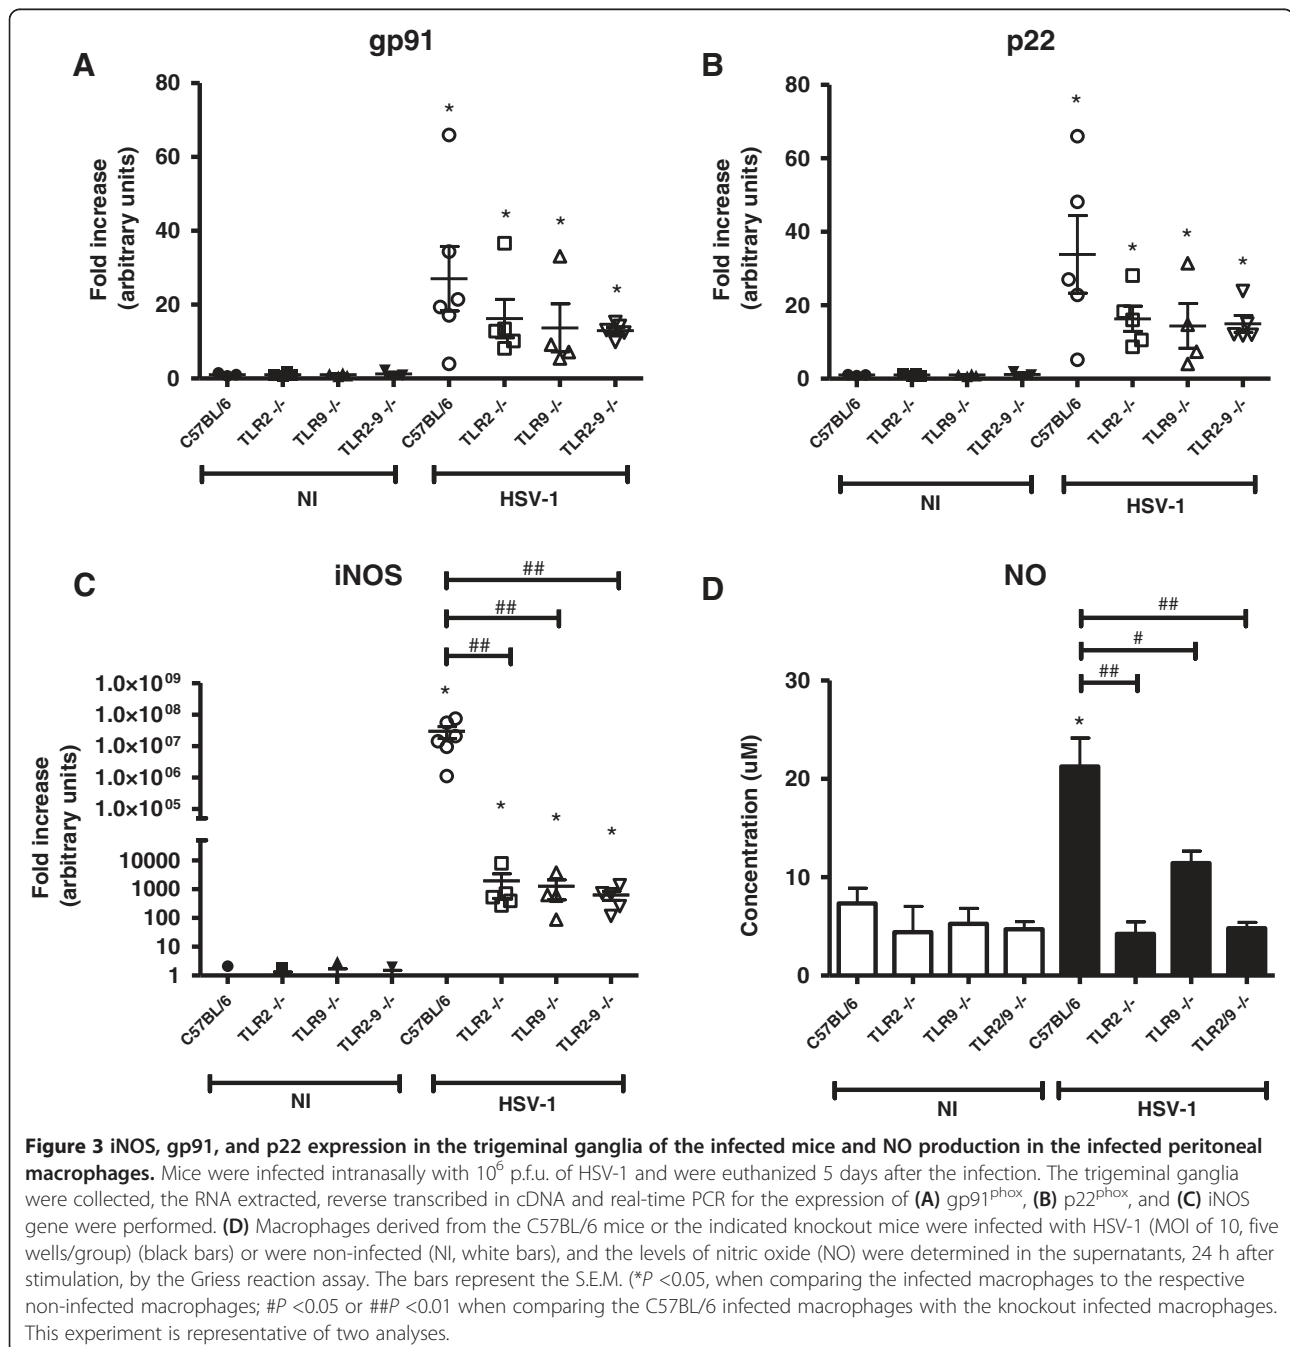 gp91
A
80
60
40
20
0
Fold increase
(arbitrary units)
*
*
*
*
C57BL/6
TLR2 -/-
TLR9 -/-
TLR2-9 -/-
C57BL/6
TLR2 -/-
TLR9 -/-
TLR2-9 -/-
NI
HSV-1
p22
B
80
60
40
20
0
Fold increase
(arbitrary units)
*
*
*
*
C57BL/6
TLR2 -/-
TLR9 -/-
TLR2-9 -/-
C57BL/6
TLR2 -/-
TLR9 -/-
TLR2-9 -/-
NI
HSV-1
C
iNOS
##
##
##
1.0×10⁰⁹
1.0×10⁰⁸
1.0×10⁰⁷
1.0×10⁰⁶
1.0×10⁰⁵
10000
1000
100
10
1
Fold increase
(arbitrary units)
*
*
*
*
C57BL/6
TLR2 -/-
TLR9 -/-
TLR2-9 -/-
C57BL/6
TLR2 -/-
TLR9 -/-
TLR2-9 -/-
NI
HSV-1
D
NO
##
#
##
30
20
10
0
Concentration (uM)
*
C57BL/6
TLR2 -/-
TLR9 -/-
TLR2/9 -/-
C57BL/6
TLR2 -/-
TLR9 -/-
TLR2/9 -/-
NI
HSV-1
Figure 3 iNOS, gp91, and p22 expression in the trigeminal ganglia of the infected mice and NO production in the infected peritoneal
macrophages. Mice were infected intranasally with 10⁶ p.f.u. of HSV-1 and were euthanized 5 days after the infection. The trigeminal ganglia
were collected, the RNA extracted, reverse transcribed in cDNA and real-time PCR for the expression of (A) gp91ᵖʰᵒˣ, (B) p22ᵖʰᵒˣ, and (C) iNOS
gene were performed. (D) Macrophages derived from the C57BL/6 mice or the indicated knockout mice were infected with HSV-1 (MOI of 10, five
wells/group) (black bars) or were non-infected (NI, white bars), and the levels of nitric oxide (NO) were determined in the supernatants, 24 h after
stimulation, by the Griess reaction assay. The bars represent the S.E.M. (*P <0.05, when comparing the infected macrophages to the respective
non-infected macrophages; #P <0.05 or ##P <0.01 when comparing the C57BL/6 infected macrophages with the knockout infected macrophages.
This experiment is representative of two analyses.